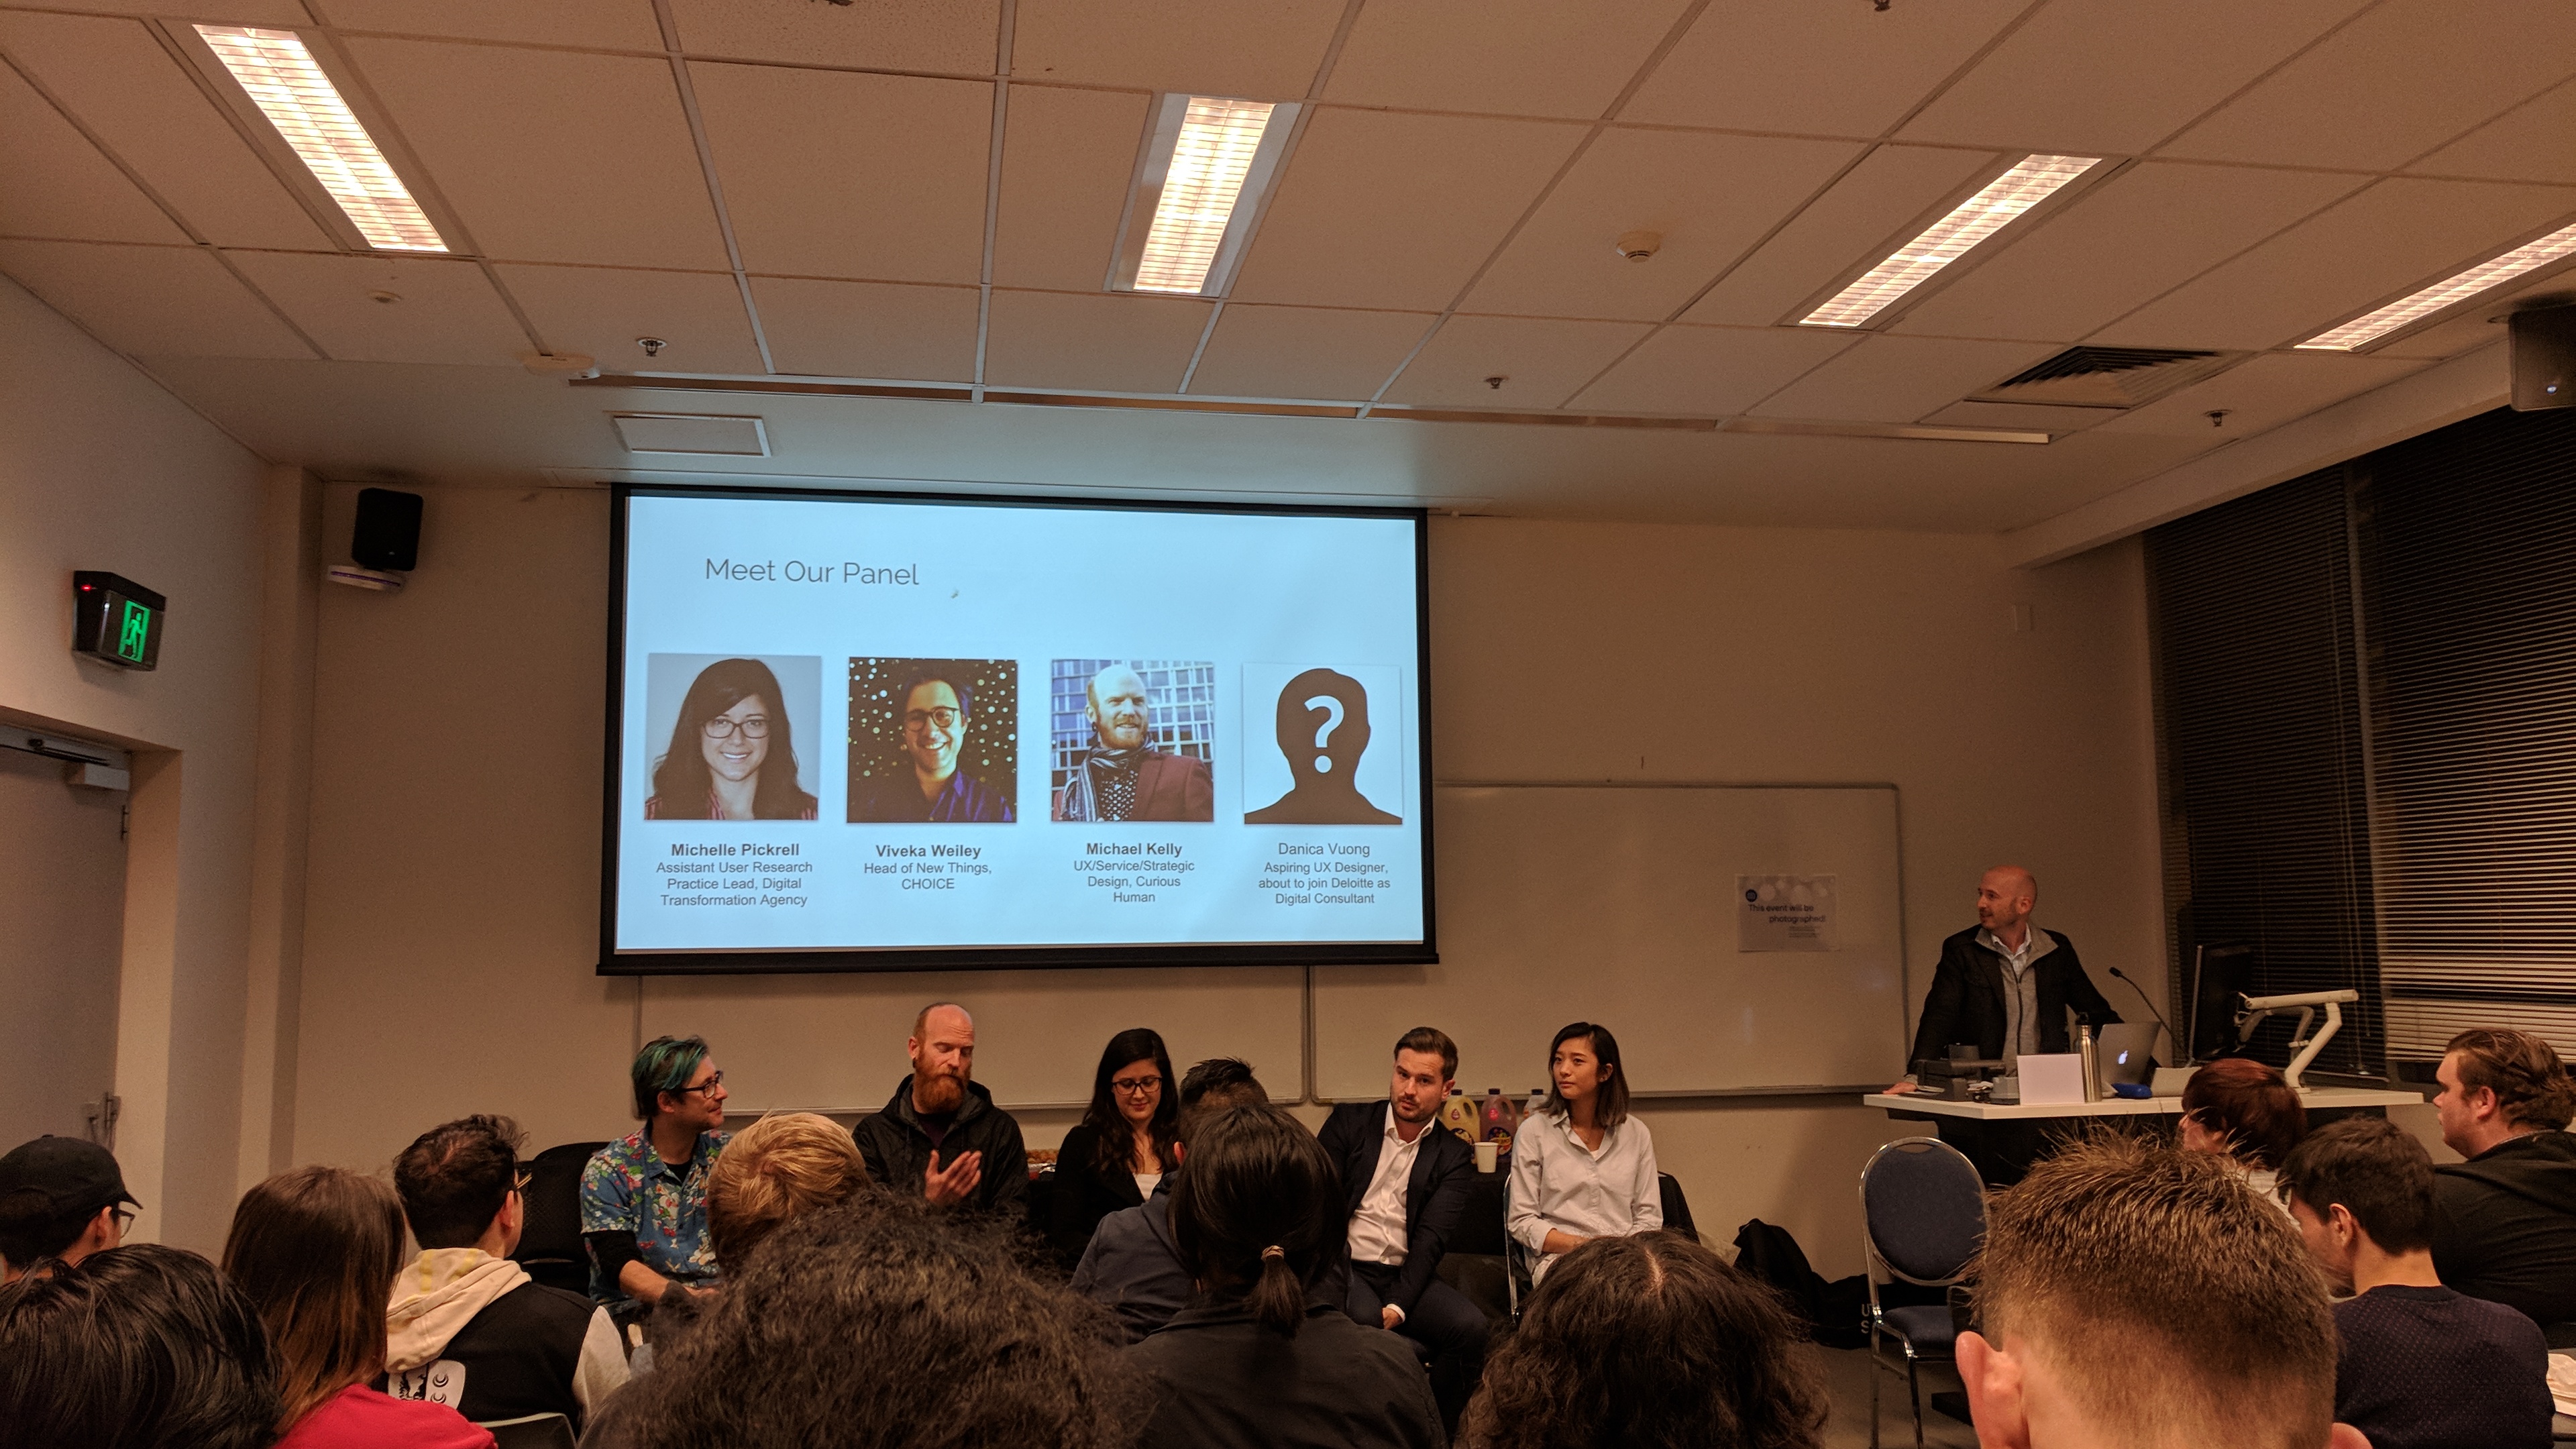 Meet Our Panel
Michelle Pickrell
Assistant User Research
Practice Lead, Digital
Transformation Agency
Viveka Weiley
Head of New Things,
CHOICE
Michael Kelly
UX/Service/Strategic
Design, Curious
Human
?
Danica Vuong
Aspiring UX Designer,
about to join Deloitte as
Digital Consultant
This event will be
photographed!